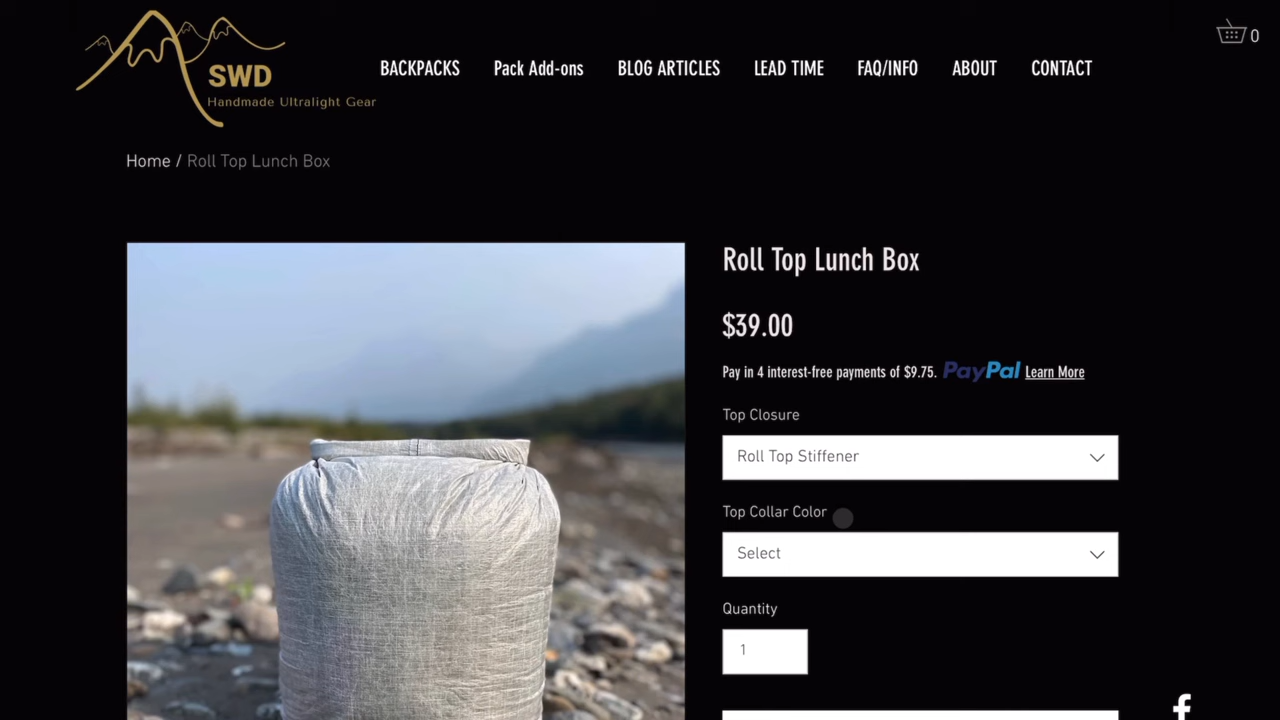 SWD
Handmade Ultralight Gear
BACKPACKS
Pack Add-ons
BLOG ARTICLES
LEAD TIME
FAQ/INFO
ABOUT
CONTACT
0
Home / Roll Top Lunch Box
Roll Top Lunch Box
$39.00
Pay in 4 interest-free payments of $9.75. PayPal Learn More
Top Closure
Roll Top Stiffener
Top Collar Color
Select
Quantity
1